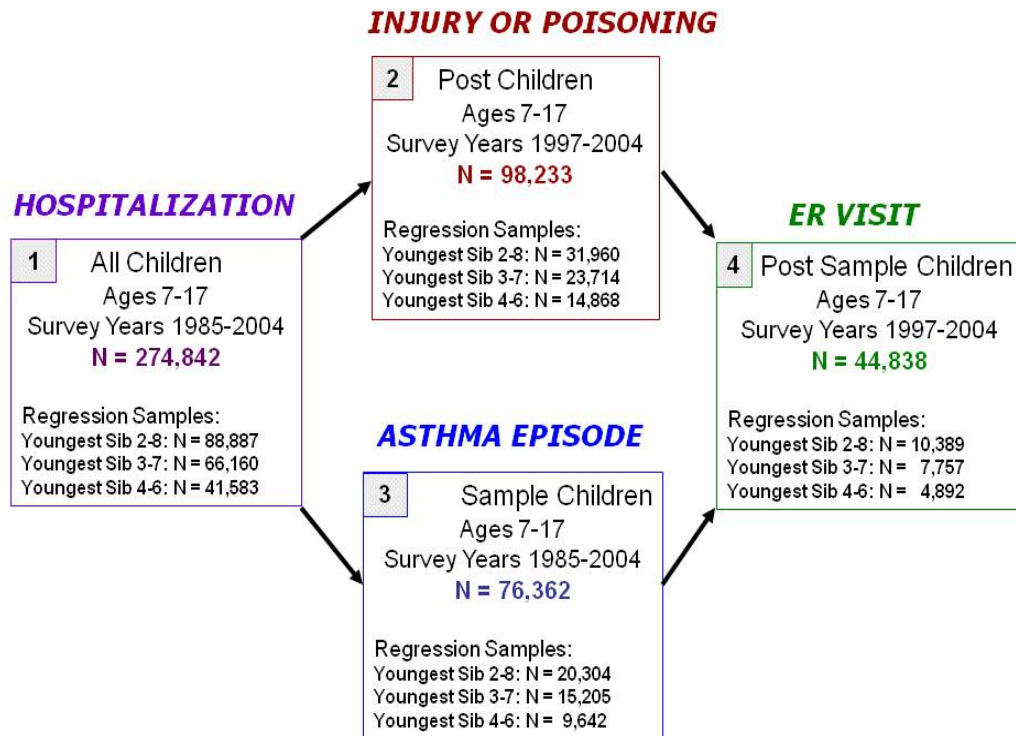 INJURY OR POISONING
2 Post Children
Ages 7-17
Survey Years 1997-2004
N = 98,233
Regression Samples:
Youngest Sib 2-8: N = 31,960
Youngest Sib 3-7: N = 23,714
Youngest Sib 4-6: N = 14,868
HOSPITALIZATION
1 All Children
Ages 7-17
Survey Years 1985-2004
N = 274,842
Regression Samples:
Youngest Sib 2-8: N = 88,887
Youngest Sib 3-7: N = 66,160
Youngest Sib 4-6: N = 41,583
ASTHMA EPISODE
3 Sample Children
Ages 7-17
Survey Years 1985-2004
N = 76,362
Regression Samples:
Youngest Sib 2-8: N = 20,304
Youngest Sib 3-7: N = 15,205
Youngest Sib 4-6: N = 9,642
ER VISIT
4 Post Sample Children
Ages 7-17
Survey Years 1997-2004
N = 44,838
Regression Samples:
Youngest Sib 2-8: N = 10,389
Youngest Sib 3-7: N = 7,757
Youngest Sib 4-6: N = 4,892